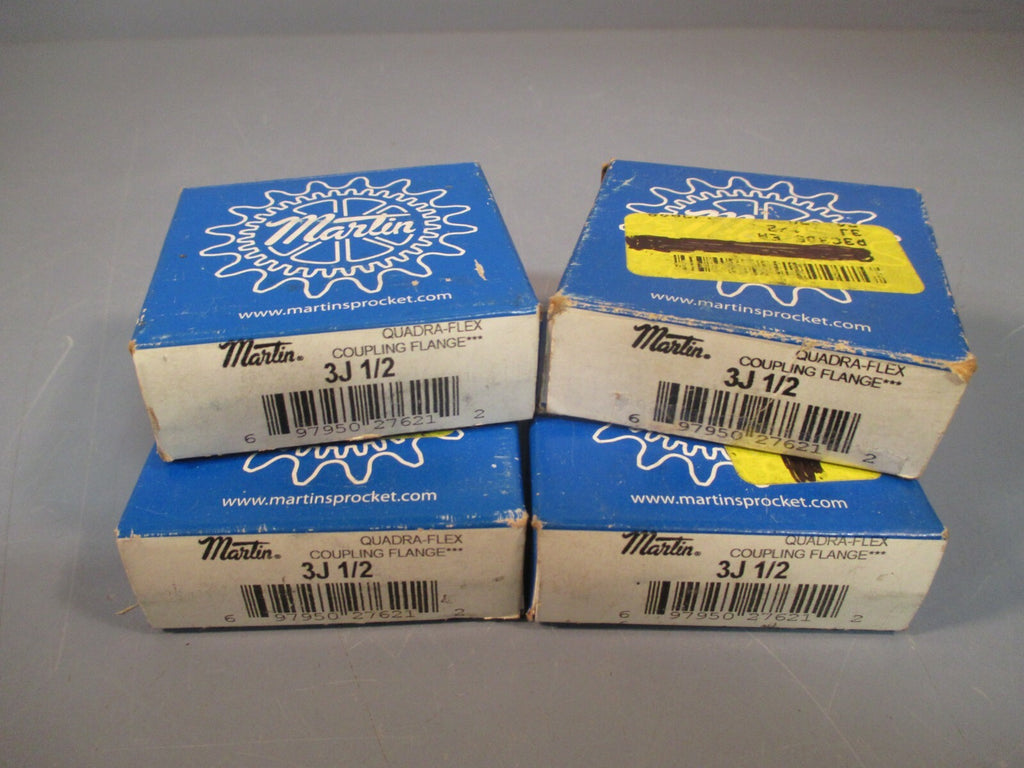 Martin
www.martinsprocket.com
Martin®
QUADRA-FLEX
COUPLING FLANGE***
3J 1/2
6 97950 27621 2
3J
www.martinsprocket.com
Martin®
QUADRA-FLEX
COUPLING FLANGE***
3J 1/2
6 97950 27621 2
www.martinsprocket.com
Martin®
QUADRA-FLEX
COUPLING FLANGE***
3J 1/2
6 97950 27621 2
www.martinsprocket.com
Martin®
QUADRA-FLEX
COUPLING FLANGE***
3J 1/2
6 97950 27621 2